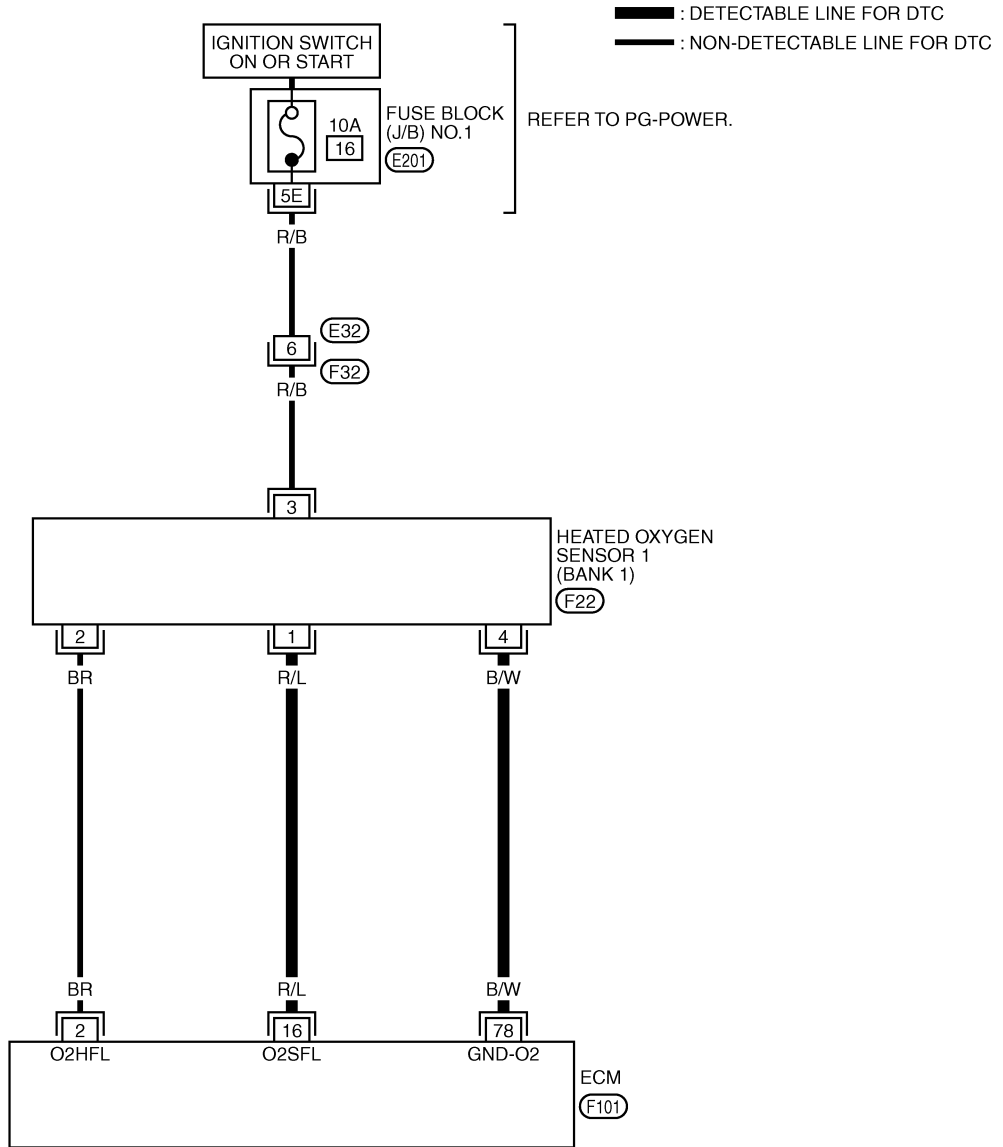 : DETECTABLE LINE FOR DTC
: NON-DETECTABLE LINE FOR DTC
IGNITION SWITCH
ON OR START
FUSE BLOCK
(J/B) NO.1
E201
10A
16
REFER TO PG-POWER.
5E
R/B
E32
6
F32
R/B
3
HEATED OXYGEN
SENSOR 1
(BANK 1)
F22
2 1 4
BR R/L B/W
BR R/L B/W
2 16 78
O2HFL O2SFL GND-O2
ECM
F101